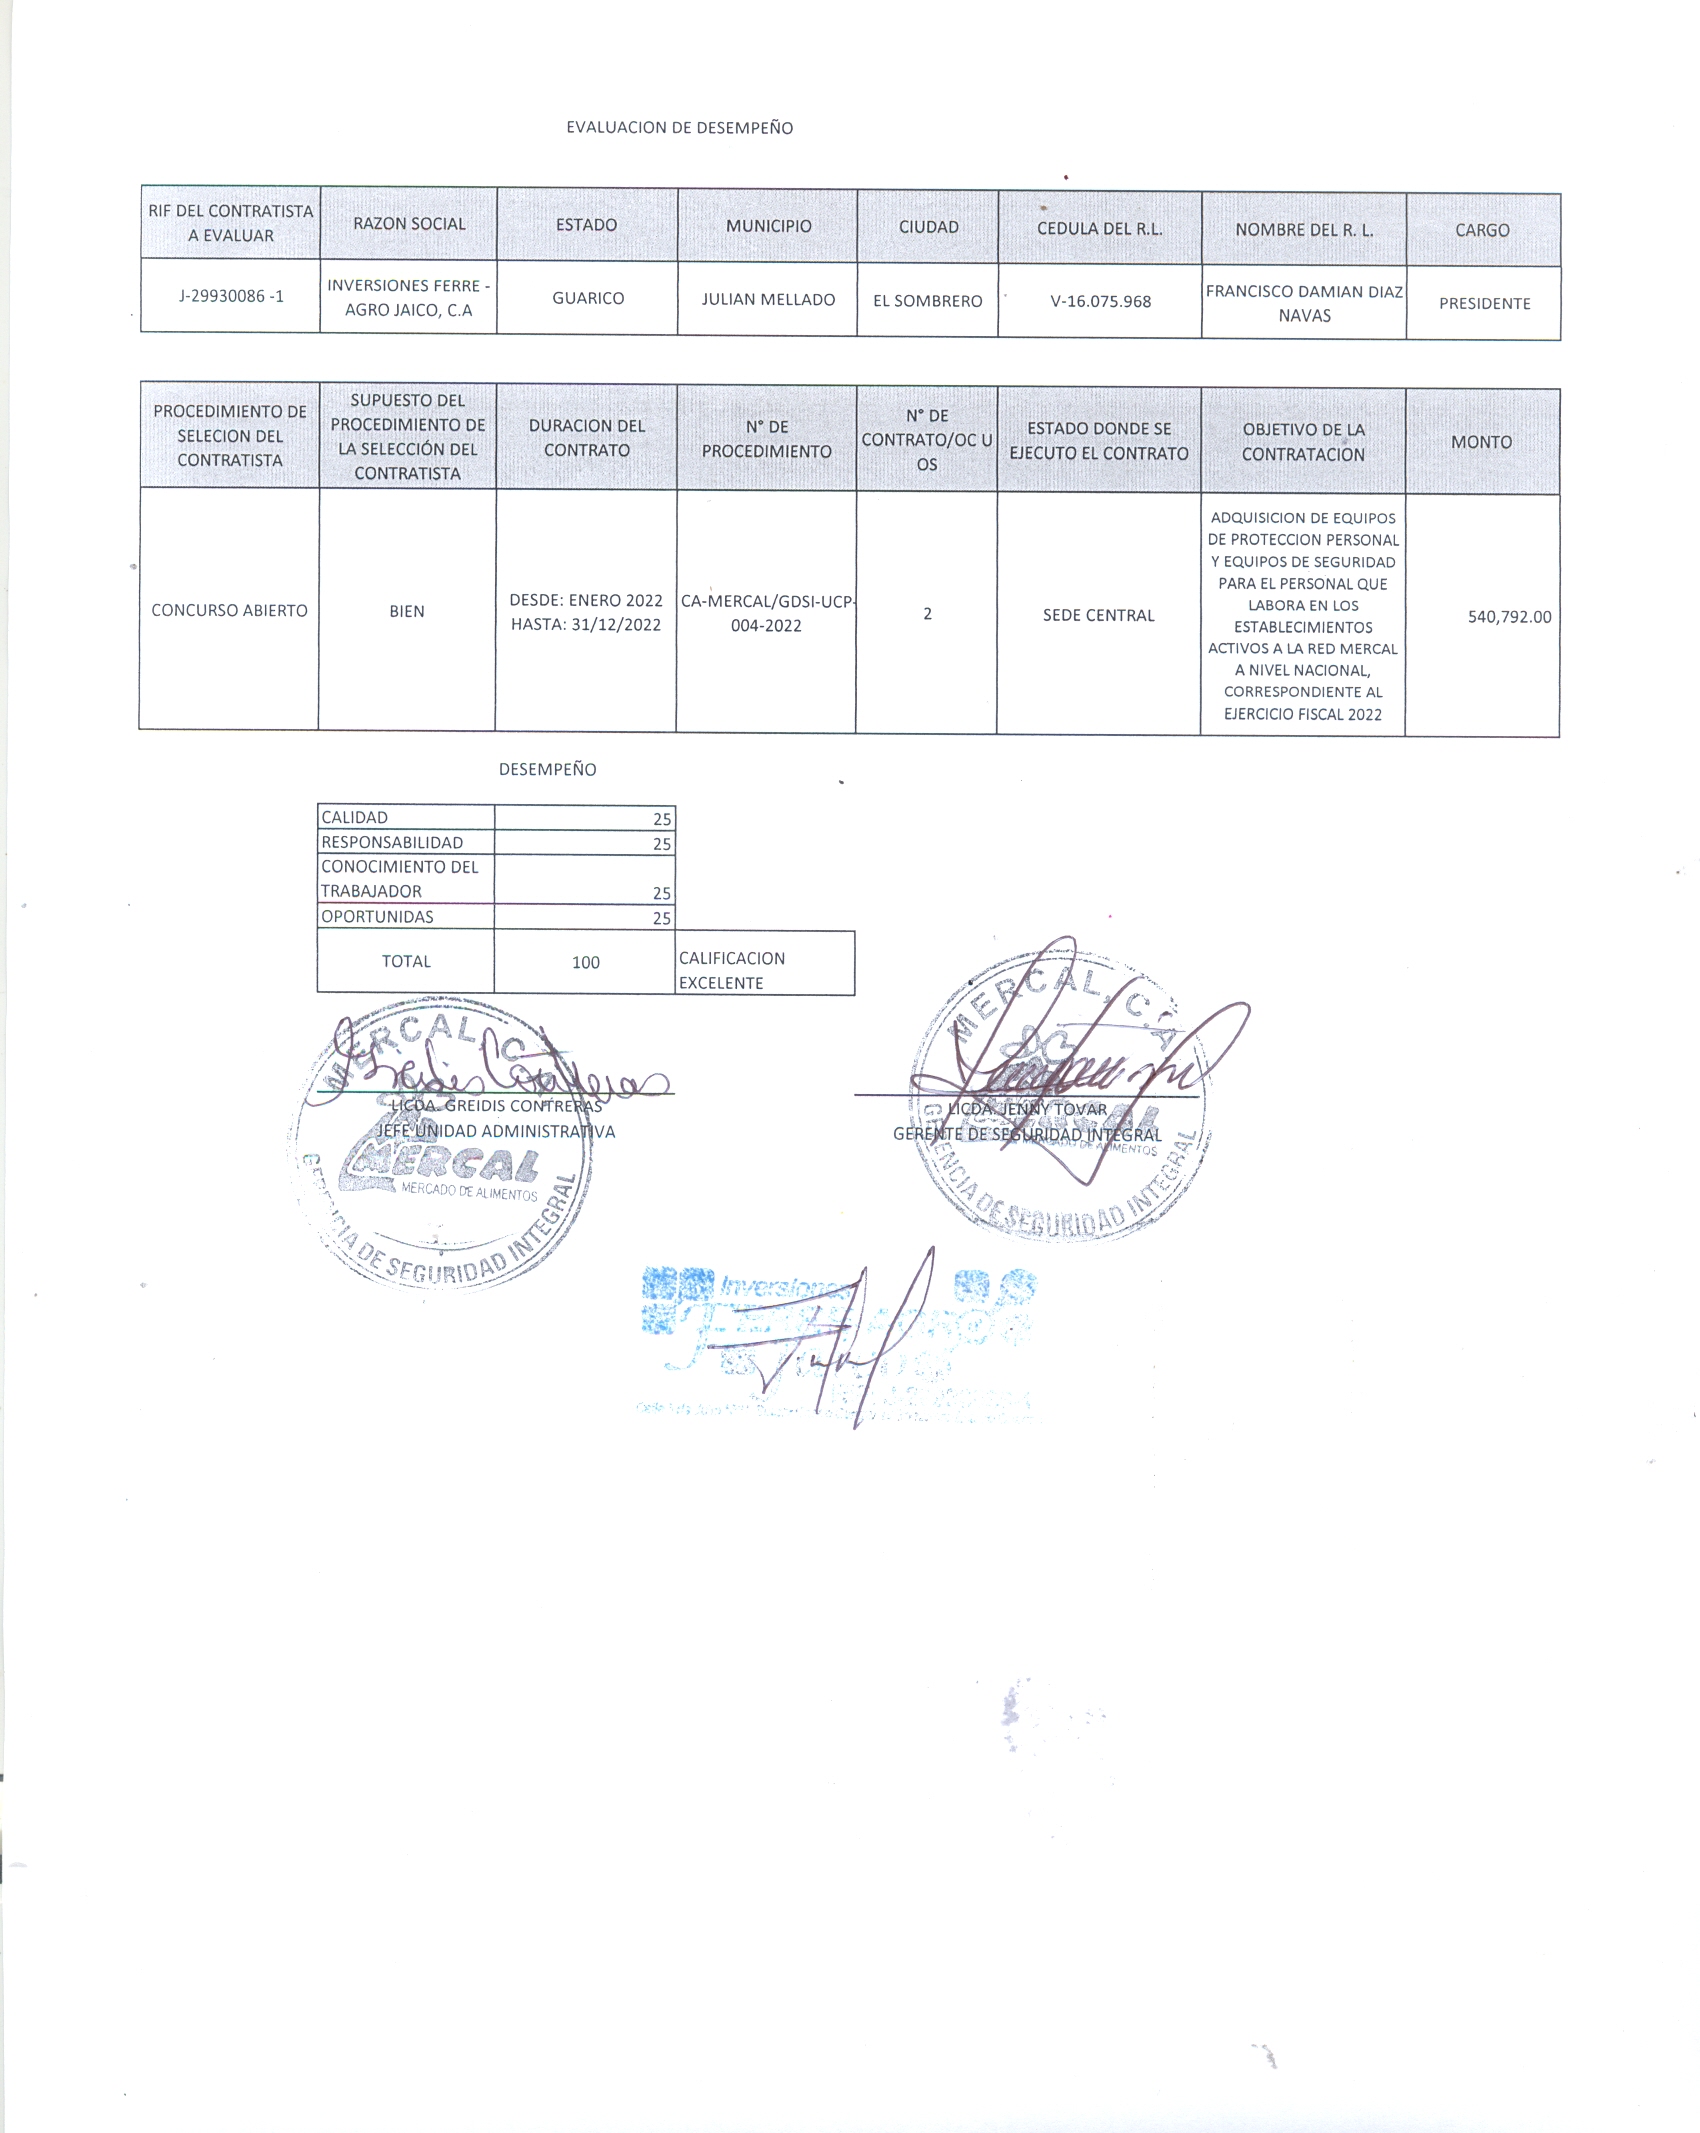 EVALUACION DE DESEMPEÑO
RIF DEL CONTRATISTA A EVALUAR
RAZON SOCIAL
ESTADO
MUNICIPIO
CIUDAD
CEDULA DEL R.L.
NOMBRE DEL R. L.
CARGO
J-29930086 -1
INVERSIONES FERRE - AGRO JAICO, C.A
GUARICO
JULIAN MELLADO
EL SOMBRERO
V-16.075.968
FRANCISCO DAMIAN DIAZ NAVAS
PRESIDENTE
PROCEDIMIENTO DE SELECION DEL CONTRATISTA
SUPUESTO DEL PROCEDIMIENTO DE LA SELECCIÓN DEL CONTRATISTA
DURACION DEL CONTRATO
N° DE PROCEDIMIENTO
N° DE CONTRATO/OC U OS
ESTADO DONDE SE EJECUTO EL CONTRATO
OBJETIVO DE LA CONTRATACION
MONTO
CONCURSO ABIERTO
BIEN
DESDE: ENERO 2022
HASTA: 31/12/2022
CA-MERCAL/GDSI-UCP-
004-2022
2
SEDE CENTRAL
ADQUISICION DE EQUIPOS
DE PROTECCION PERSONAL
Y EQUIPOS DE SEGURIDAD
PARA EL PERSONAL QUE
LABORA EN LOS
ESTABLECIMIENTOS
ACTIVOS A LA RED MERCAL
A NIVEL NACIONAL,
CORRESPONDIENTE AL
EJERCICIO FISCAL 2022
540,792.00
DESEMPEÑO
CALIDAD 25
RESPONSABILIDAD 25
CONOCIMIENTO DEL
TRABAJADOR 25
OPORTUNIDAS 25
TOTAL 100 CALIFICACION
EXCELENTE
MERCAL, C.A
Greidis Contreras
LICDA. GREIDIS CONTRERAS
JEFE UNIDAD ADMINISTRATIVA
MERCAL
MERCADO DE ALIMENTOS
GERENCIA DE SEGURIDAD INTEGRAL
MERCAL, C.A
LICDA. JENNY TOVAR
GERENTE DE SEGURIDAD INTEGRAL
MERCAL
MERCADO DE ALIMENTOS
GERENCIA DE SEGURIDAD INTEGRAL
Inversiones